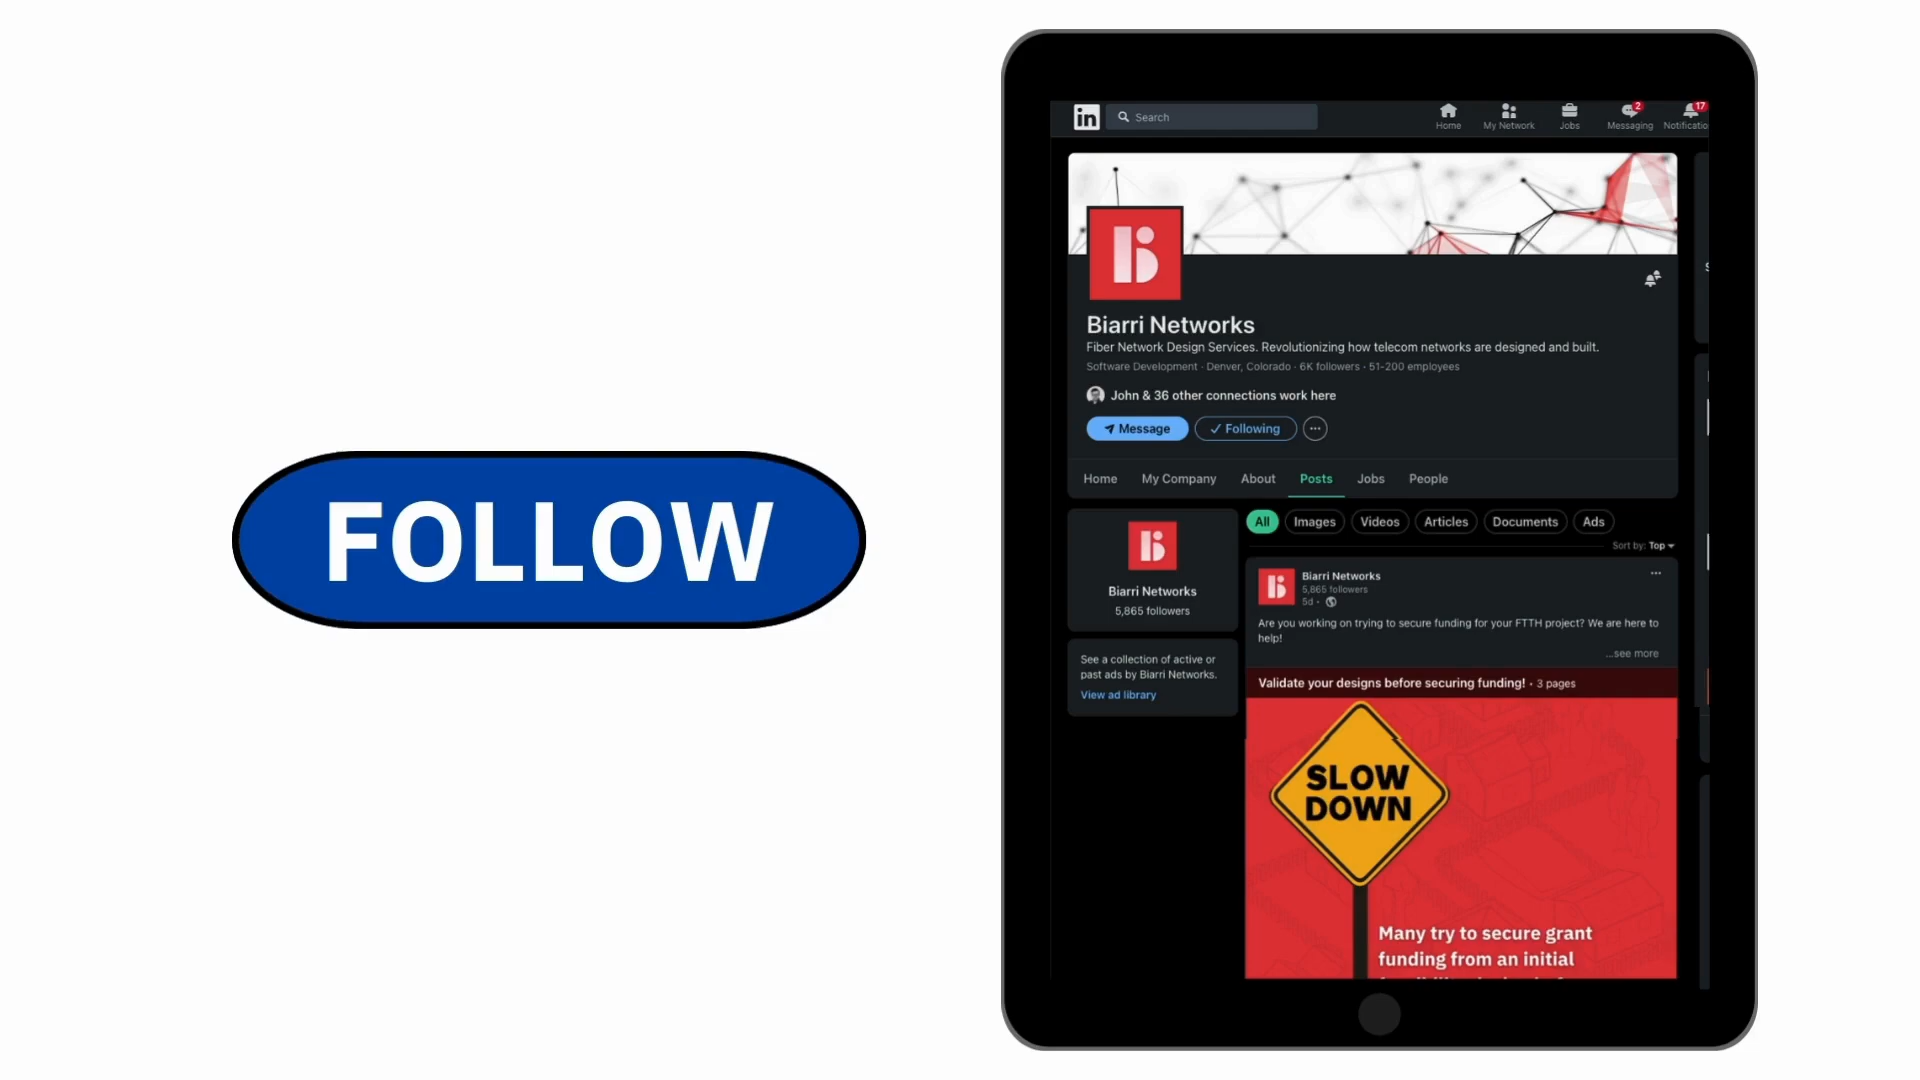 FOLLOW
in
Search
Home
My Network
Jobs
2
Messaging
17
Notificatio
Biarri Networks
Fiber Network Design Services. Revolutionizing how telecom networks are designed and built.
Software Development · Denver, Colorado · 6K followers · 51-200 employees
John & 36 other connections work here
Message
Following
Home
My Company
About
Posts
Jobs
People
Biarri Networks
5,865 followers
See a collection of active or
past ads by Biarri Networks.
View ad library
All
Images
Videos
Articles
Documents
Ads
Sort by: Top
Biarri Networks
5,865 followers
5d ·
Are you working on trying to secure funding for your FTTH project? We are here to
help!
...see more
Validate your designs before securing funding! · 3 pages
SLOW
DOWN
Many try to secure grant
funding from an initial